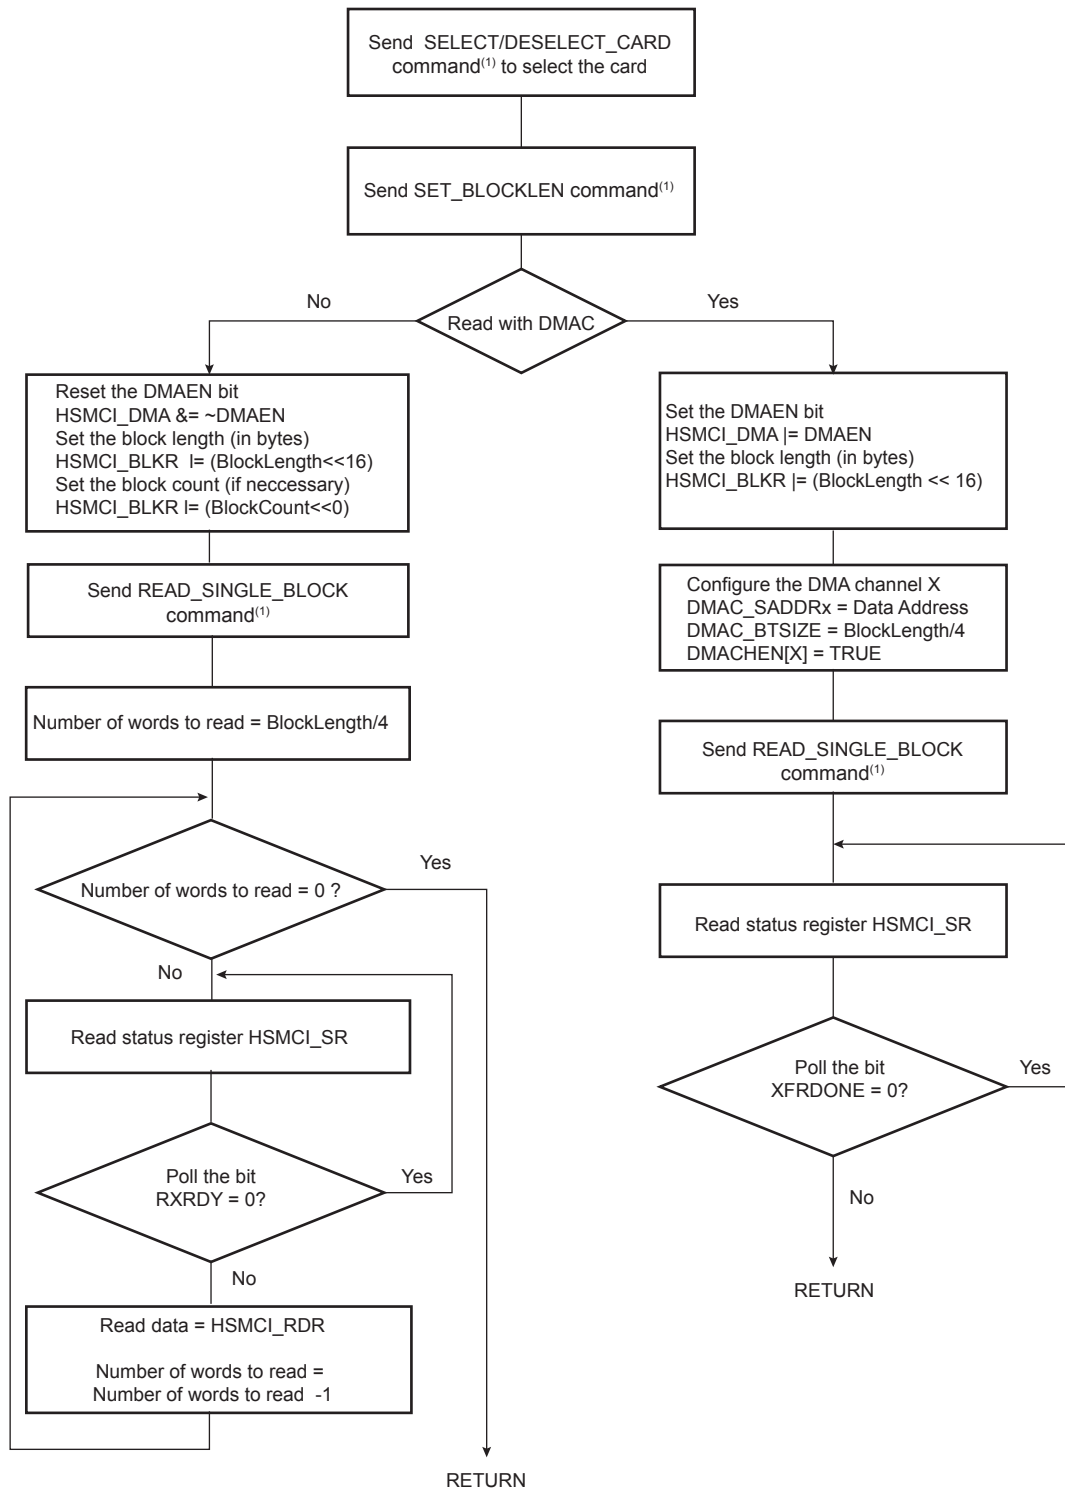 Send SELECT/DESELECT_CARD
command(1) to select the card
Send SET_BLOCKLEN command(1)
No
Yes
Read with DMAC
Reset the DMAEN bit
HSMCI_DMA &= ~DMAEN
Set the block length (in bytes)
HSMCI_BLKR l= (BlockLength<<16)
Set the block count (if neccessary)
HSMCI_BLKR l= (BlockCount<<0)
Send READ_SINGLE_BLOCK
command(1)
Number of words to read = BlockLength/4
Number of words to read = 0 ?
Yes
No
Read status register HSMCI_SR
Poll the bit
RXRDY = 0?
Yes
No
Read data = HSMCI_RDR
Number of words to read =
Number of words to read -1
RETURN
Set the DMAEN bit
HSMCI_DMA |= DMAEN
Set the block length (in bytes)
HSMCI_BLKR |= (BlockLength << 16)
Configure the DMA channel X
DMAC_SADDRx = Data Address
DMAC_BTSIZE = BlockLength/4
DMACHEN[X] = TRUE
Send READ_SINGLE_BLOCK
command(1)
Read status register HSMCI_SR
Poll the bit
XFRDONE = 0?
Yes
No
RETURN